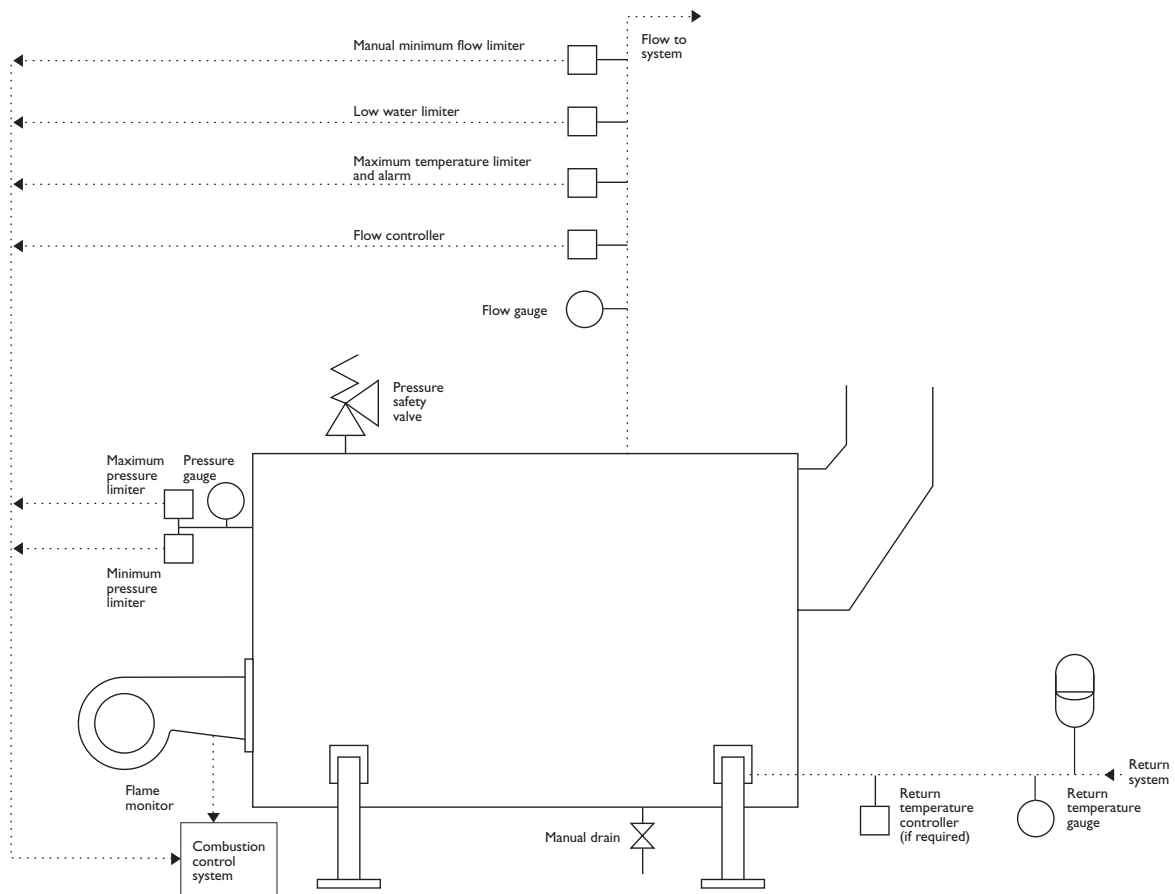 Flow to
system
Manual minimum flow limiter
Low water limiter
Maximum temperature limiter
and alarm
Flow controller
Flow gauge
Pressure
safety
valve
Maximum
pressure
limiter
Pressure
gauge
Minimum
pressure
limiter
Flame
monitor
Combustion
control
system
Manual drain
Return
temperature
controller
(if required)
Return
temperature
gauge
Return
system